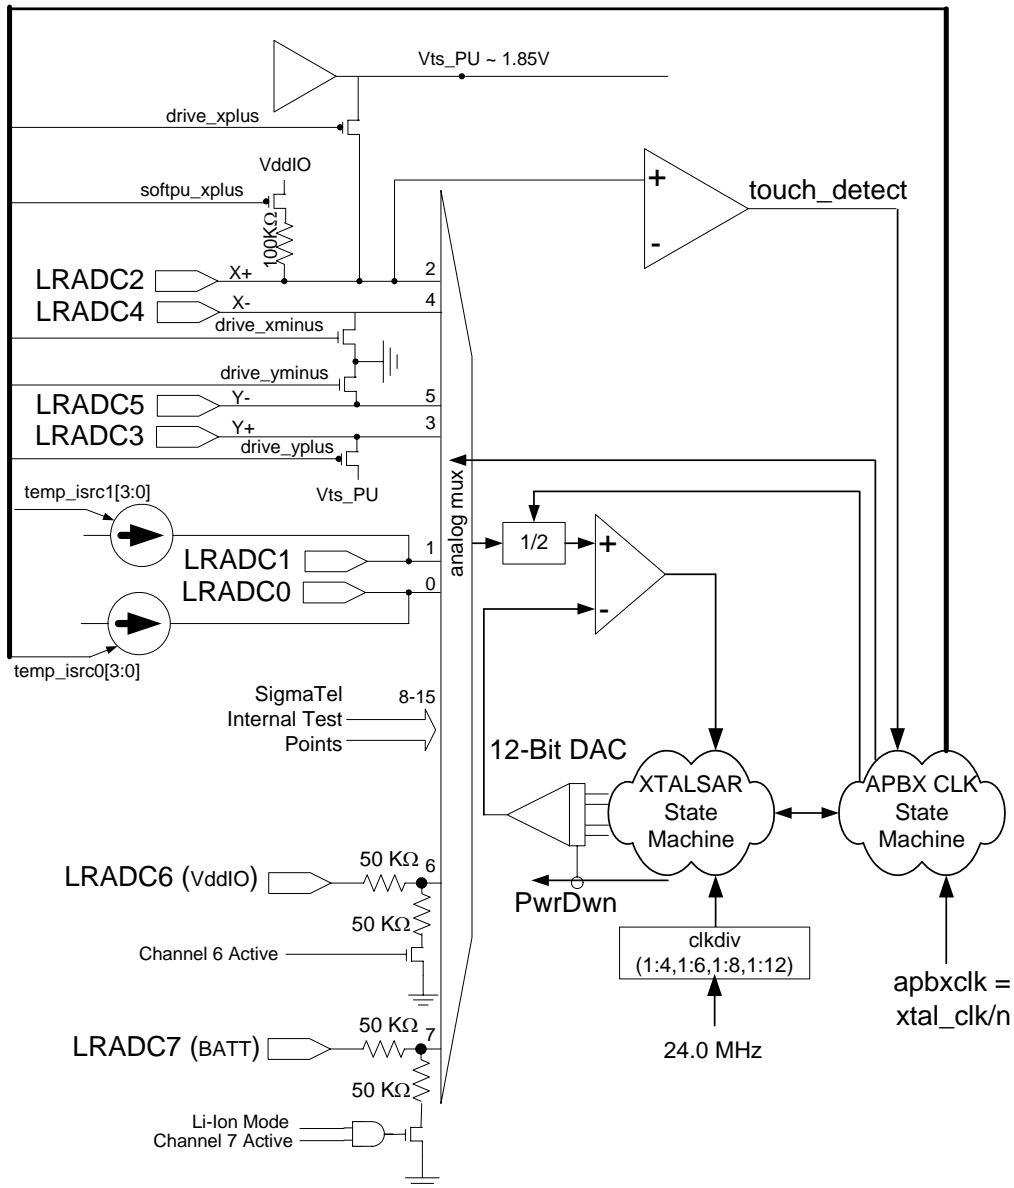 Vts_PU ~ 1.85V
drive_xplus
VddIO
softpu_xplus
100KΩ
+
-
touch_detect
LRADC2
X+
2
LRADC4
X-
4
drive_xminus
drive_yminus
LRADC5
Y-
5
LRADC3
Y+
3
drive_yplus
Vts_PU
temp_isrc1[3:0]
analog mux
1/2
+
-
LRADC1
1
LRADC0
0
temp_isrc0[3:0]
SigmaTel
Internal Test
Points
8-15
12-Bit DAC
XTALSAR
State
Machine
APBX CLK
State
Machine
PwrDwn
LRADC6 (VddIO)
50 KΩ
6
50 KΩ
Channel 6 Active
clkdiv
(1:4,1:6,1:8,1:12)
24.0 MHz
apbxclk =
xtal_clk/n
LRADC7 (BATT)
50 KΩ
7
50 KΩ
Li-Ion Mode
Channel 7 Active